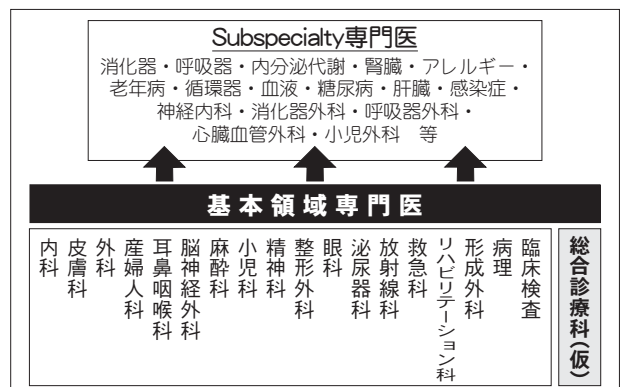 Subspecialty専門医
消化器・呼吸器・内分泌代謝・腎臓・アレルギー・
老年病・循環器・血液・糖尿病・肝臓・感染症・
神経内科・消化器外科・呼吸器外科・
心臓血管外科・小児外科　等
基本領域専門医
内科
皮膚科
外科
産婦人科
耳鼻咽喉科
脳神経外科
麻酔科
小児科
精神科
整形外科
眼科
泌尿器科
放射線科
救急科
リハビリテーション科
形成外科
病理
臨床検査
総合診療科(仮)